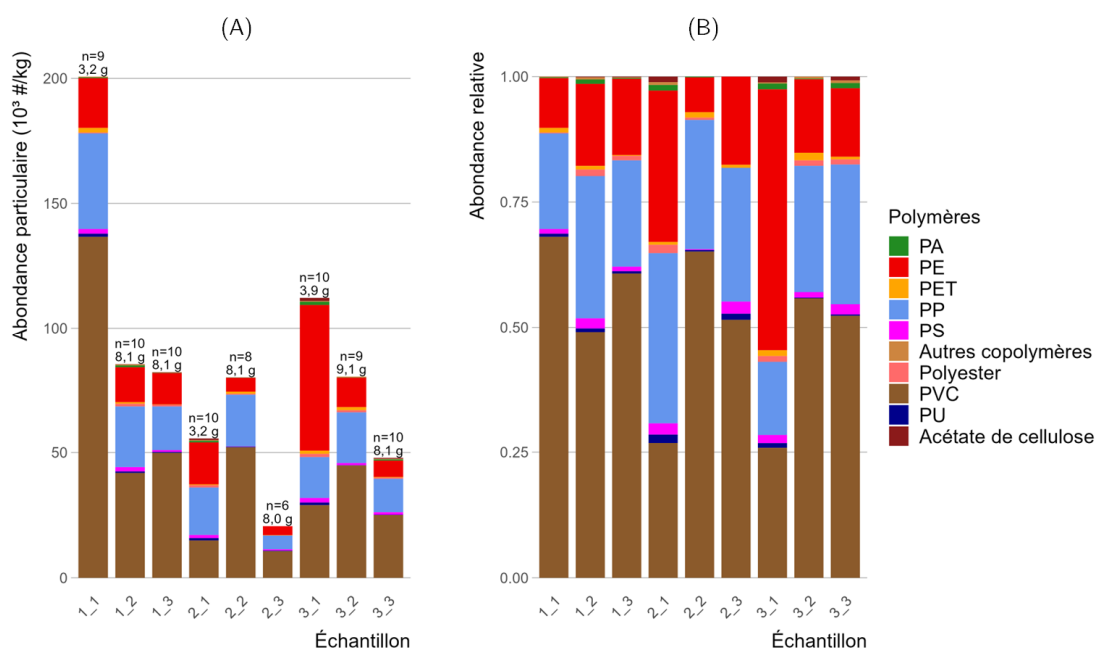 (A)
(B)
Abondance particulaire (10³ #/kg)
200
150
100
50
0
n=9
3,2 g
n=10
8,1 g
n=10
8,1 g
n=10
3,2 g
n=8
8,1 g
n=6
8,0 g
n=10
3,9 g
n=9
9,1 g
n=10
8,1 g
1_1
1_2
1_3
2_1
2_2
2_3
3_1
3_2
3_3
Échantillon
Abondance relative
1.00
0.75
0.50
0.25
0.00
1_1
1_2
1_3
2_1
2_2
2_3
3_1
3_2
3_3
Échantillon
Polymères
PA
PE
PET
PP
PS
Autres copolymères
Polyester
PVC
PU
Acétate de cellulose